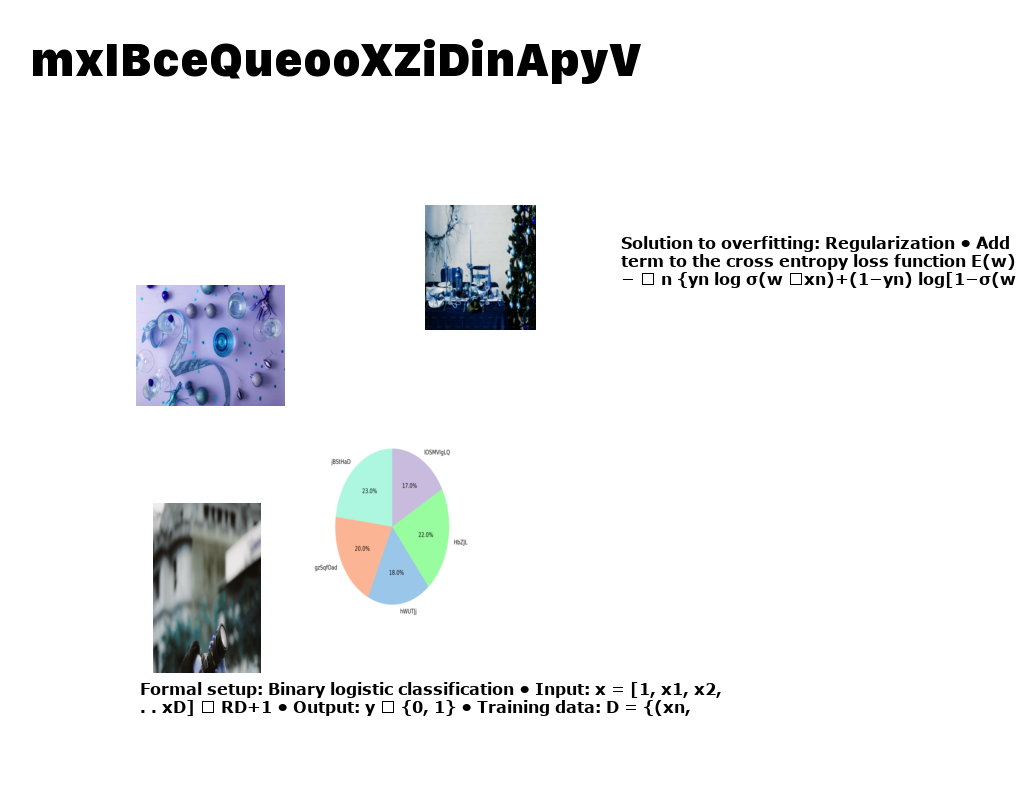 mxIBceQueooXZiDinApyV
Solution to overfitting: Regularization • Add
term to the cross entropy loss function E(w)
− □ n {yn log σ(w □xn)+(1−yn) log[1−σ(w
jBStHaD
23.0%
17.0%
22.0%
HbZjL
20.0%
18.0%
gzSqfOad
hWUTJj
Formal setup: Binary logistic classification • Input: x = [1, x1, x2,
. . xD] □ RD+1 • Output: y □ {0, 1} • Training data: D = {(xn,